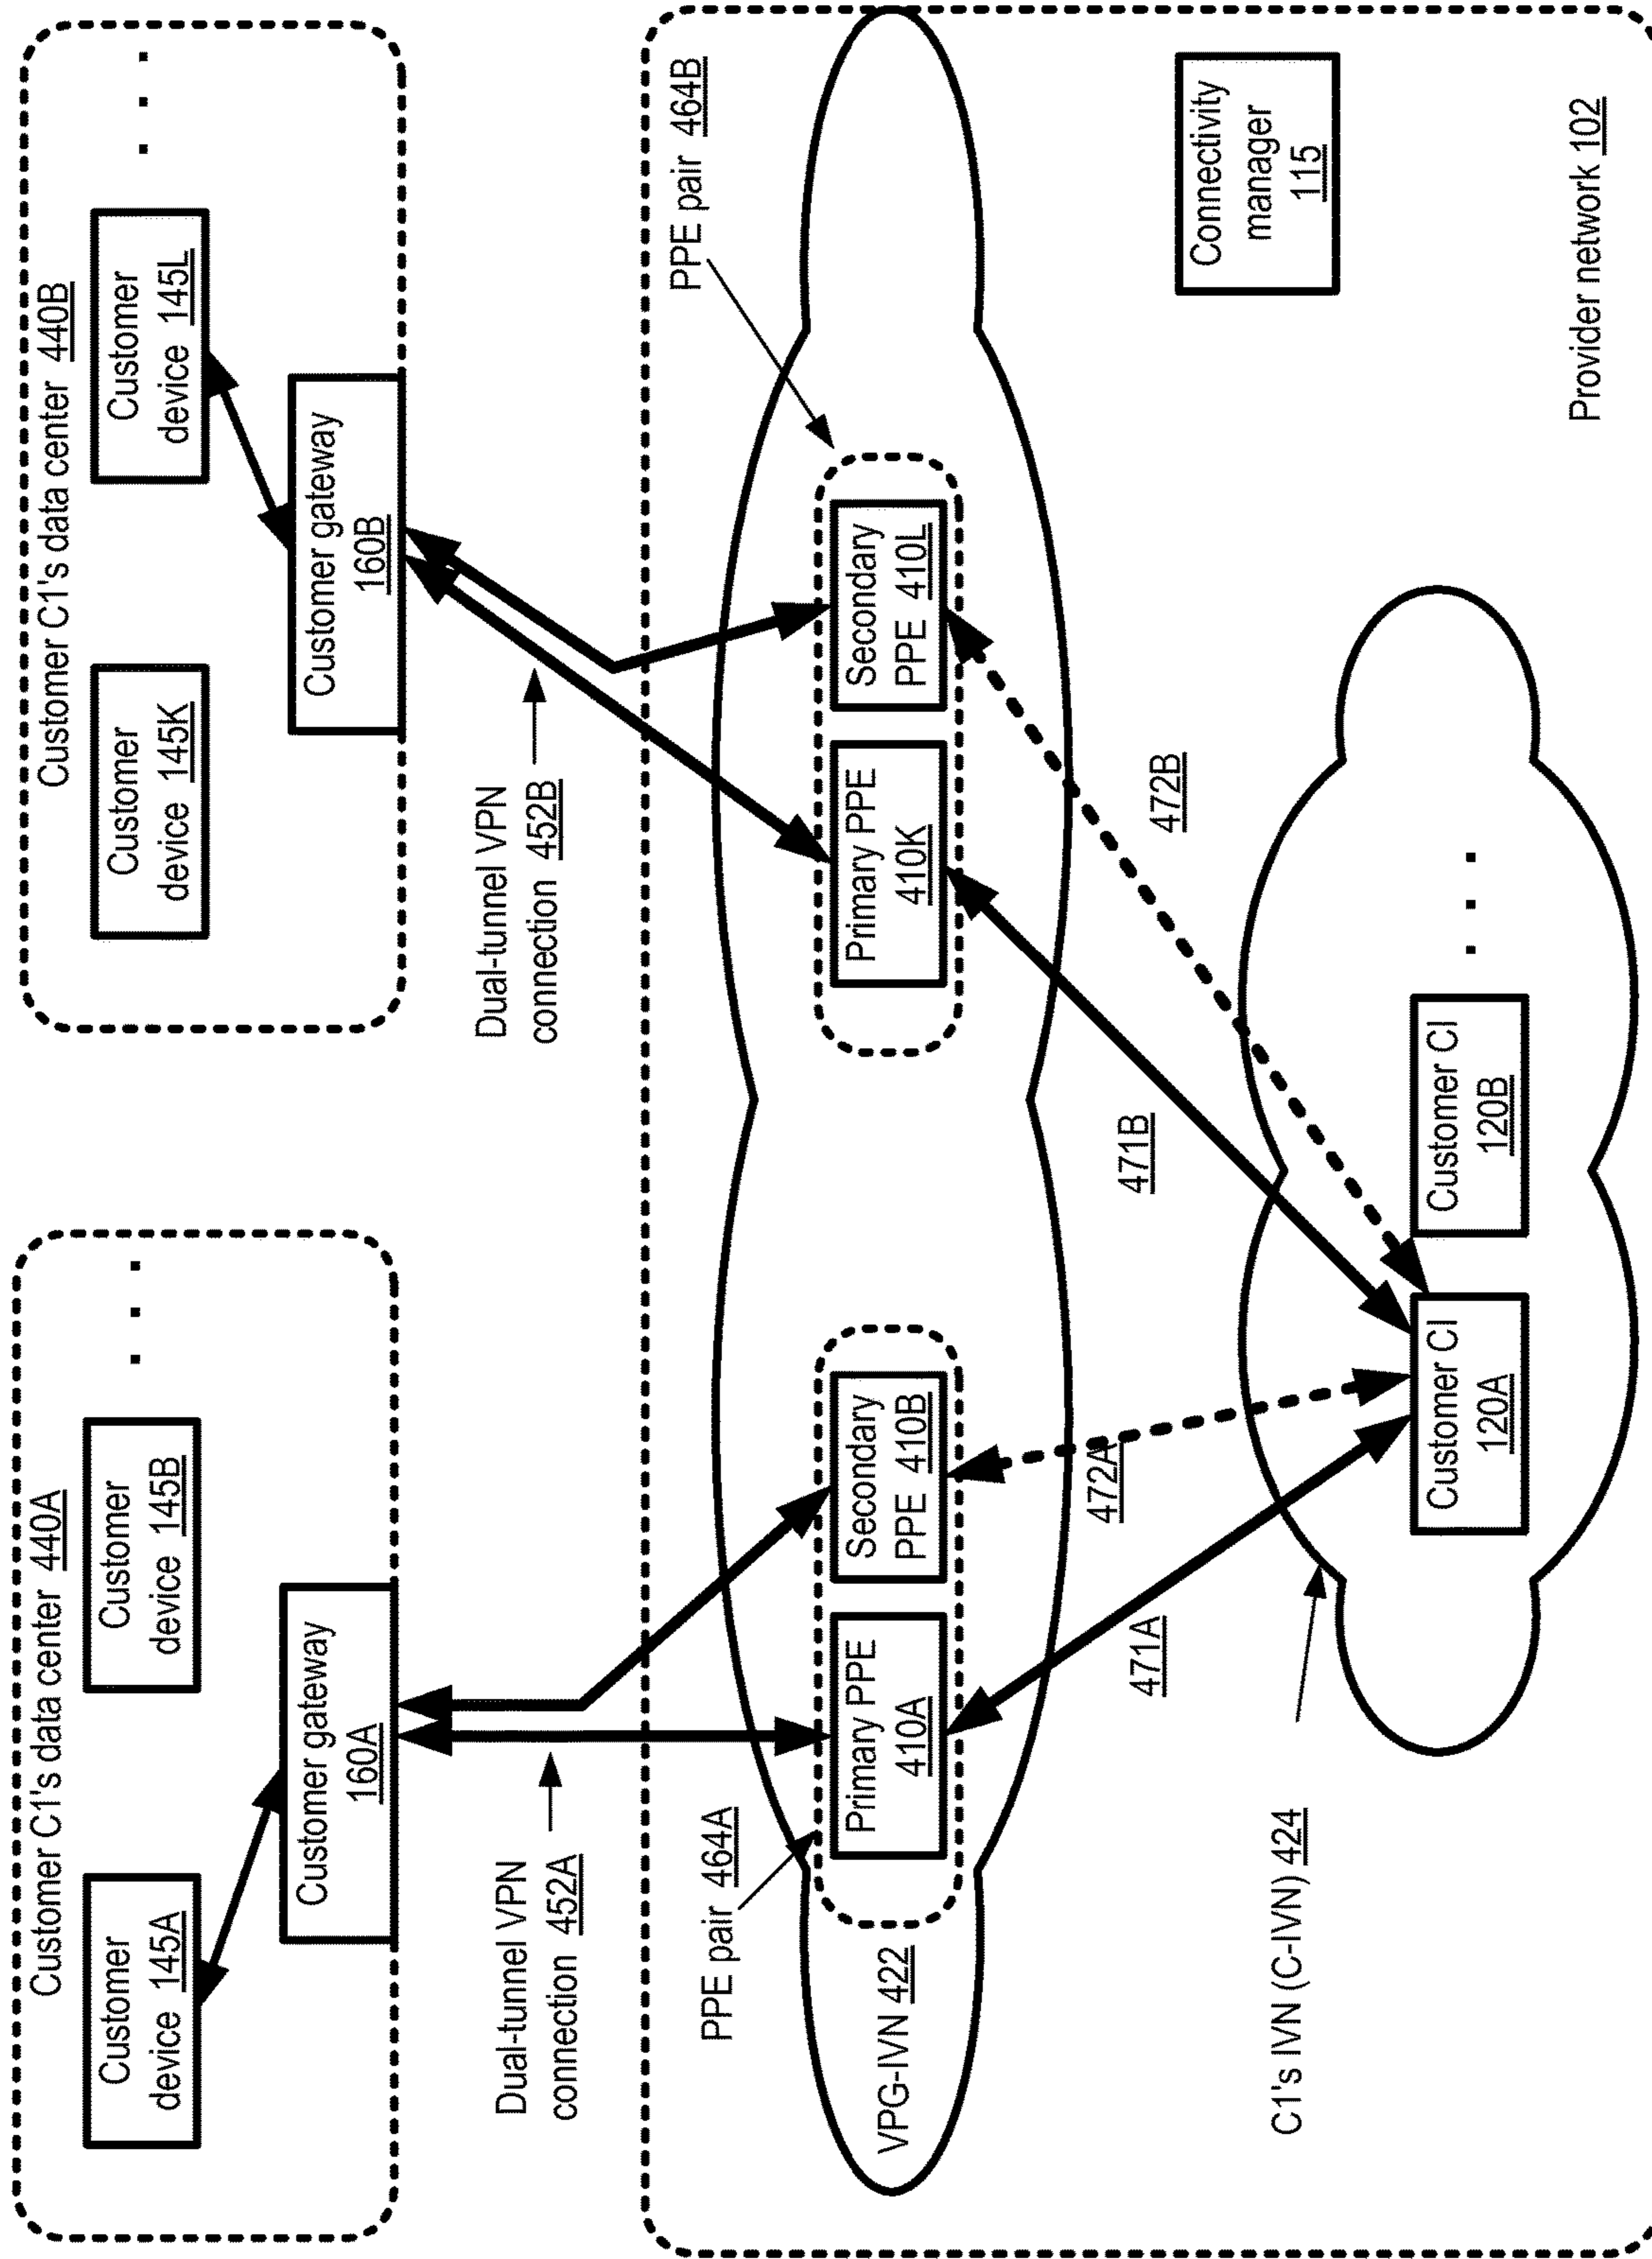 Customer C1's data center 440A
Customer
device 145A
Customer
device 145B
. . .
Customer gateway
160A
Customer C1's data center 440B
Customer
device 145K
Customer
device 145L
. . .
Customer gateway
160B
Dual-tunnel VPN
connection 452A
Dual-tunnel VPN
connection 452B
PPE pair 464A
PPE pair 464B
VPG-IVN 422
Primary PPE
410A
Secondary
PPE 410B
Primary PPE
410K
Secondary
PPE 410L
471A
472A
471B
472B
C1's IVN (C-IVN) 424
Customer CI
120A
Customer CI
120B
. . .
Connectivity
manager
115
Provider network 102